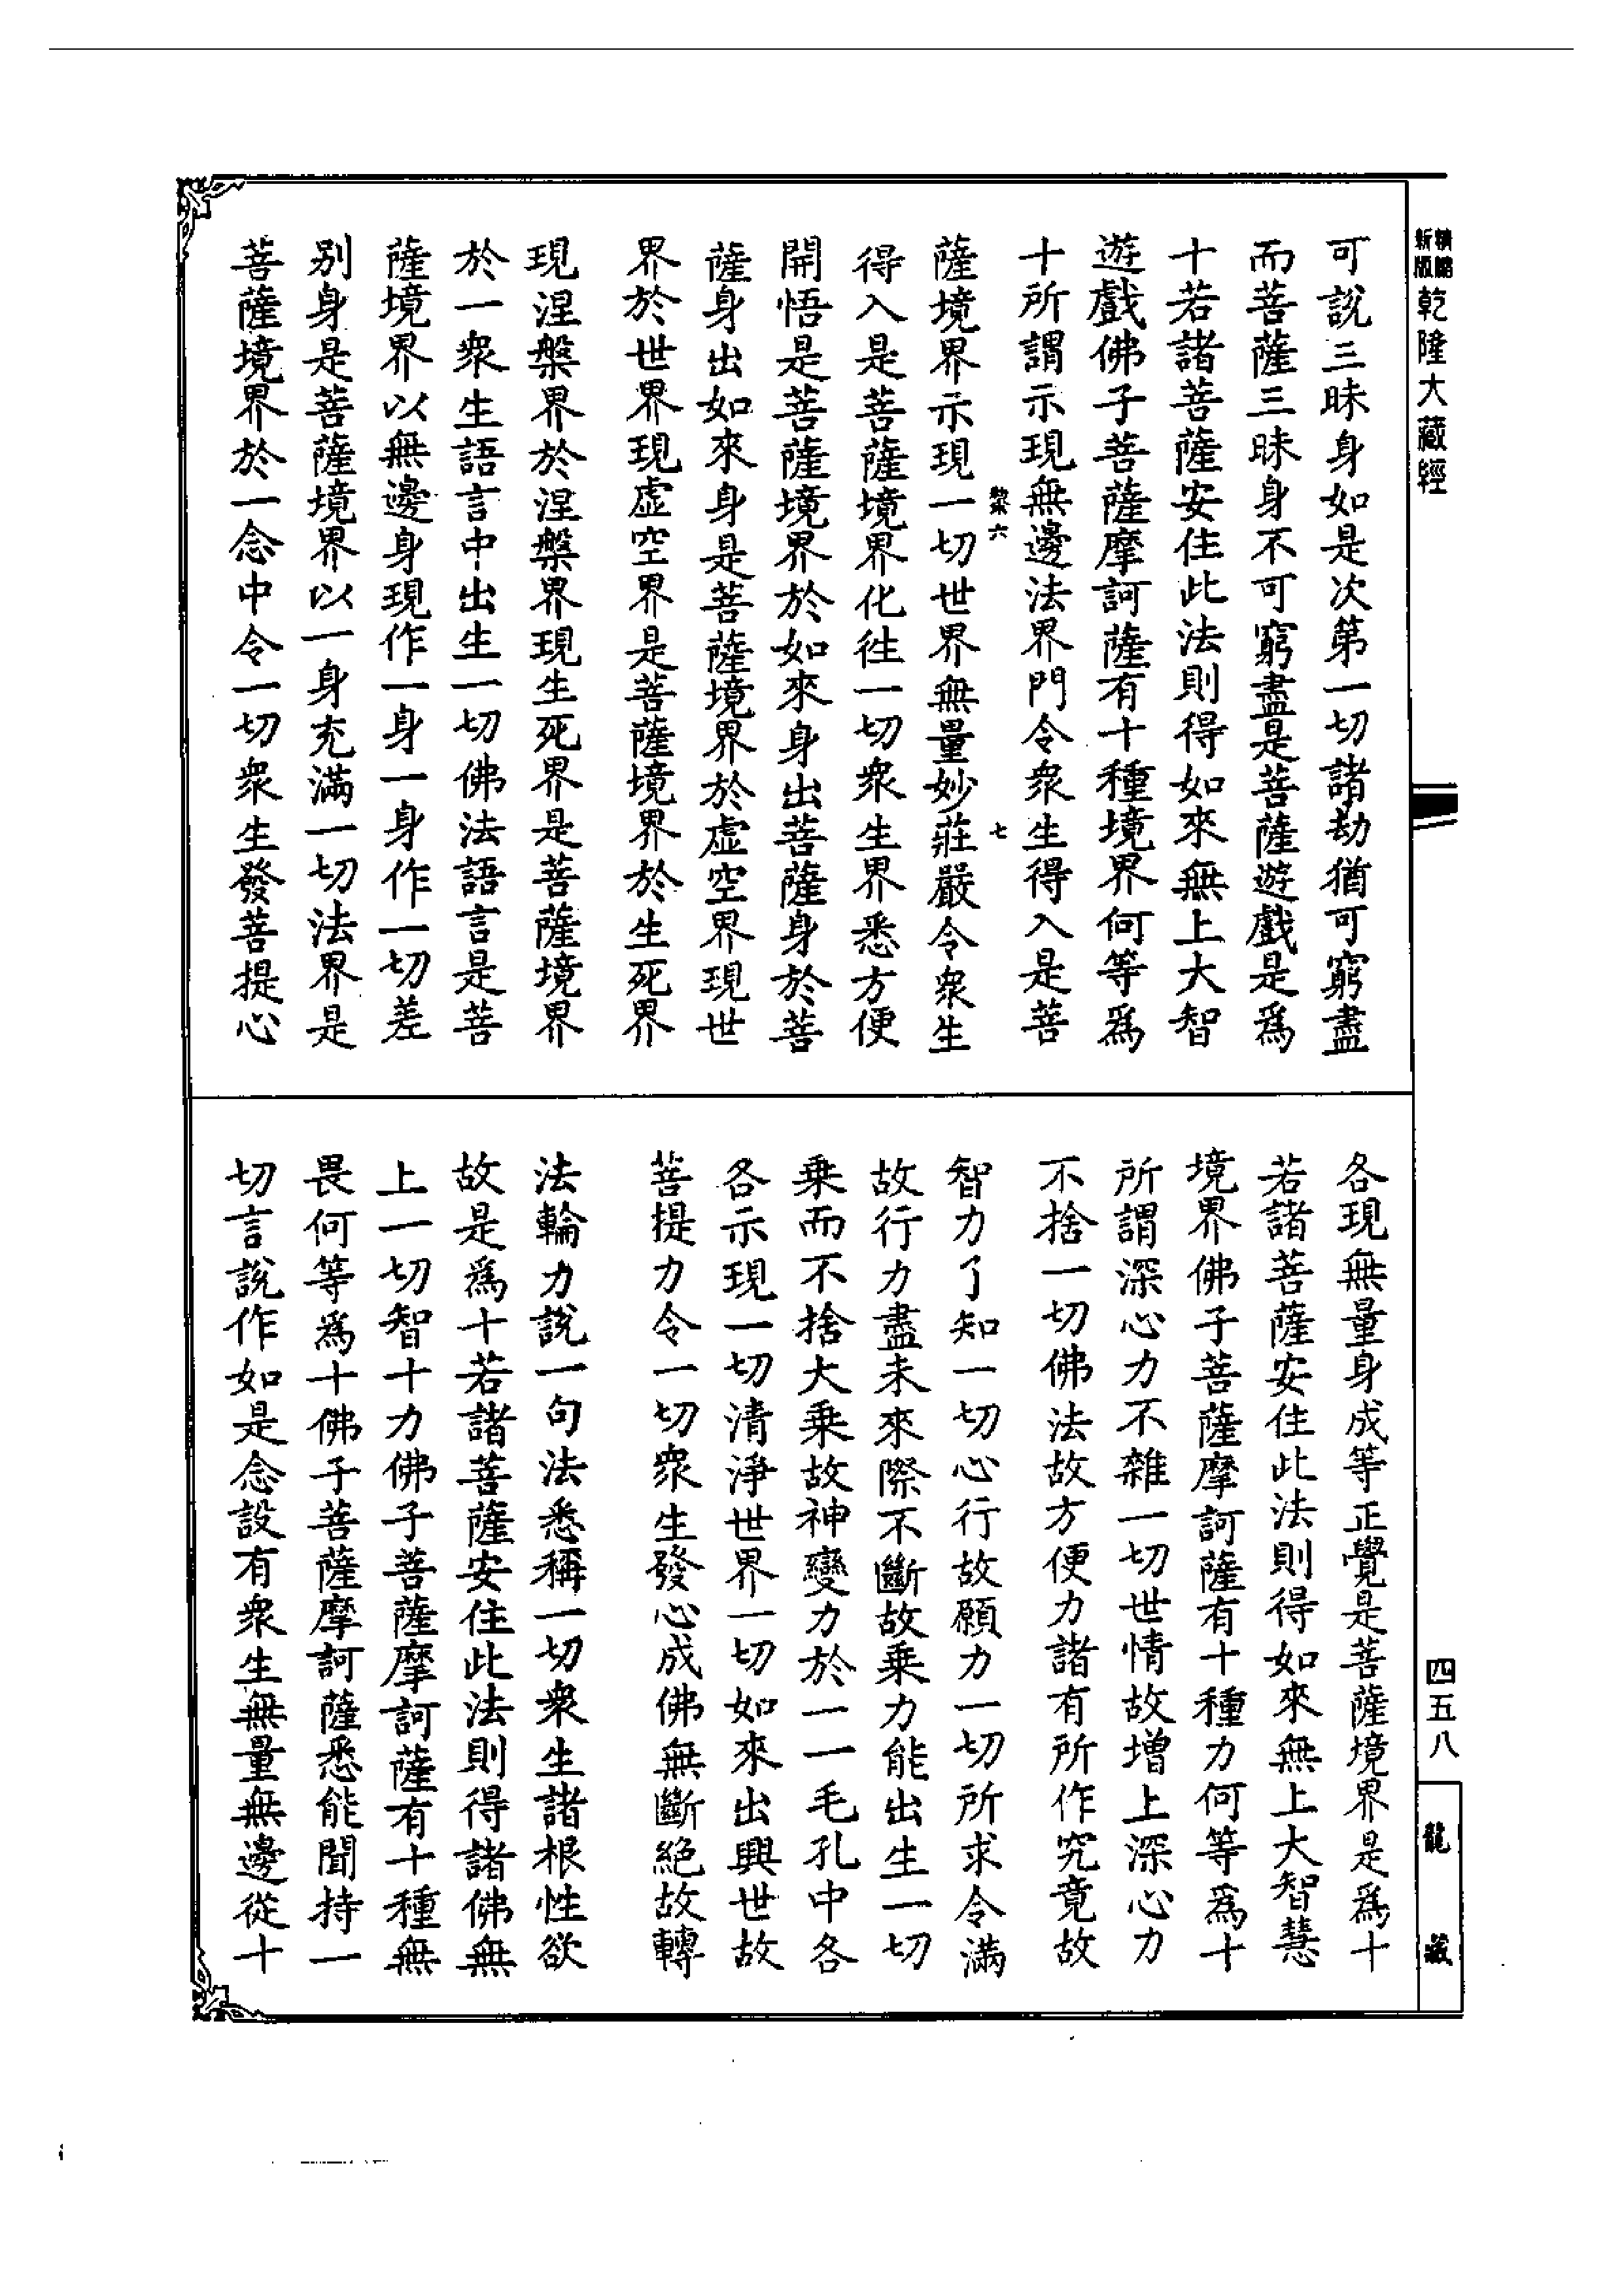 新版
乾隆大藏經
可說三昧身如是次第一切諸劫猶可窮盡
而菩薩三昧身不可窮盡是菩薩遊戲是爲
十若諸菩薩安住此法則得如來無上大智
遊戲佛子菩薩摩訶薩有十種境界何等爲
十所謂示現無邊法界門令衆生得入是菩
六 七
薩境界示現一切世界無量妙莊嚴令衆生
得入是菩薩境界化往一切衆生界悉方便
開悟是菩薩境界於如來身出菩薩身於菩
薩身出如來身是菩薩境界於虛空界現世
界於世界現虛空界是菩薩境界於生死界
現涅槃界於涅槃界現生死界是菩薩境界
於一衆生語言中出生一切佛法語言是菩
薩境界以無邊身現作一身一身作一切差
别身是菩薩境界以一身充滿一切法界是
菩薩境界於一念中令一切衆生發菩提心
各現無量身成等正覺是菩薩境界是爲十
若諸菩薩安住此法則得如來無上大智慧
境界佛子菩薩摩訶薩有十種力何等爲十
所謂深心力不雜一切世情故增上深心力
不捨一切佛法故方便力諸有所作究竟故
智力了知一切心行故願力一切所求令滿
故行力盡未來際不斷故乘力能出生一切
乘而不捨大乘故神變力於一一毛孔中各
各示現一切清淨世界一切如來出興世故
菩提力令一切衆生發心成佛無斷絕故轉
法輪力說一句法悉稱一切衆生諸根性欲
故是爲十若諸菩薩安住此法則得諸佛無
上一切智十力佛子菩薩摩訶薩有十種無
畏何等爲十佛子菩薩摩訶薩悉能聞持一
切言說作如是念設有衆生無量無邊從十
四五八
龍藏